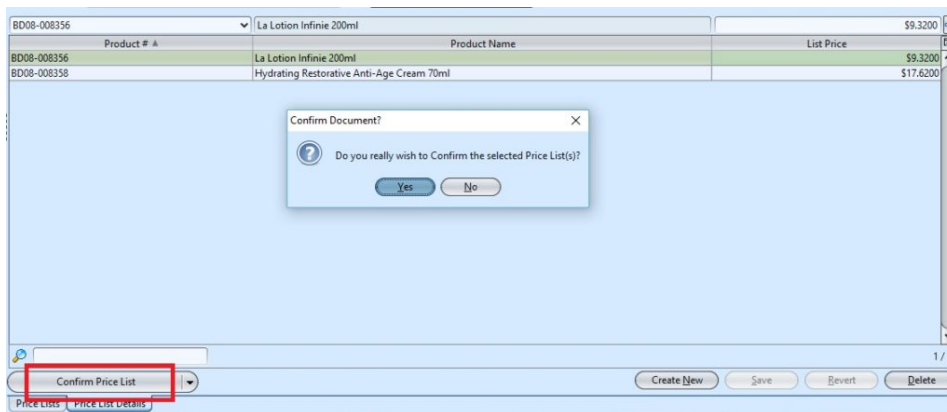 BD08-008356 La Lotion Infinie 200ml $9.3200
Product # Product Name List Price
BD08-008356 La Lotion Infinie 200ml $9.3200
BD08-008358 Hydrating Restorative Anti-Age Cream 70ml $17.6200
Confirm Document?
Do you really wish to Confirm the selected Price List(s)?
Yes No
1 /
Confirm Price List Create New Save Revert Delete
Price Lists Price List Details